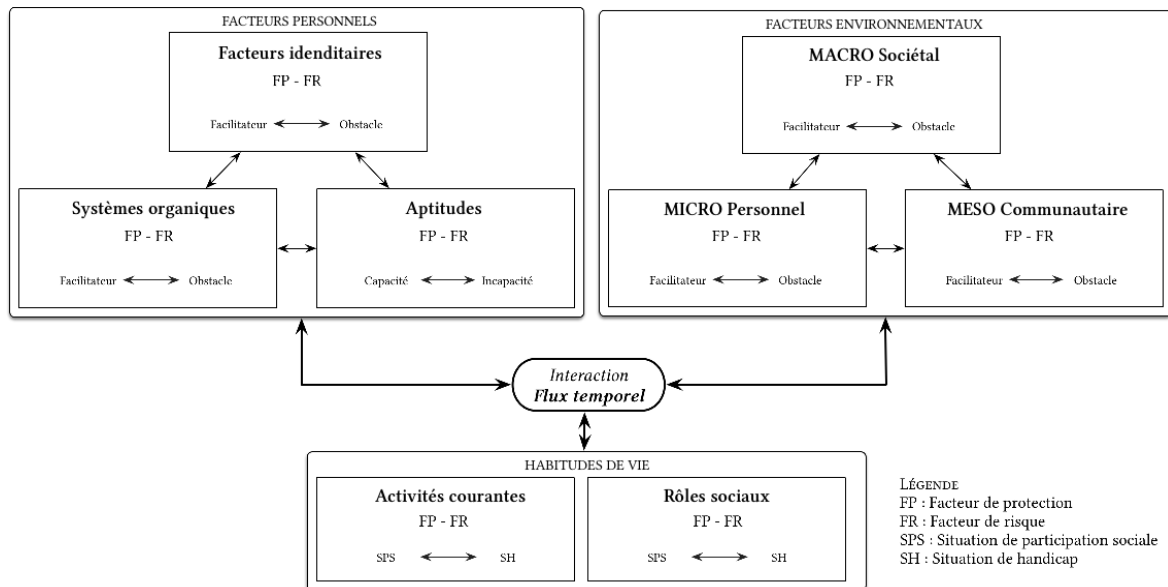 FACTEURS PERSONNELS
Facteurs idenditaires
FP - FR
Facilitateur Obstacle
Systèmes organiques
FP - FR
Facilitateur Obstacle
Aptitudes
FP - FR
Capacité Incapacité
FACTEURS ENVIRONNEMENTAUX
MACRO Sociétal
FP - FR
Facilitateur Obstacle
MICRO Personnel
FP - FR
Facilitateur Obstacle
MESO Communautaire
FP - FR
Facilitateur Obstacle
Interaction
Flux temporel
HABITUDES DE VIE
Activités courantes
FP - FR
SPS SH
Rôles sociaux
FP - FR
SPS SH
LÉGENDE
FP : Facteur de protection
FR : Facteur de risque
SPS : Situation de participation sociale
SH : Situation de handicap